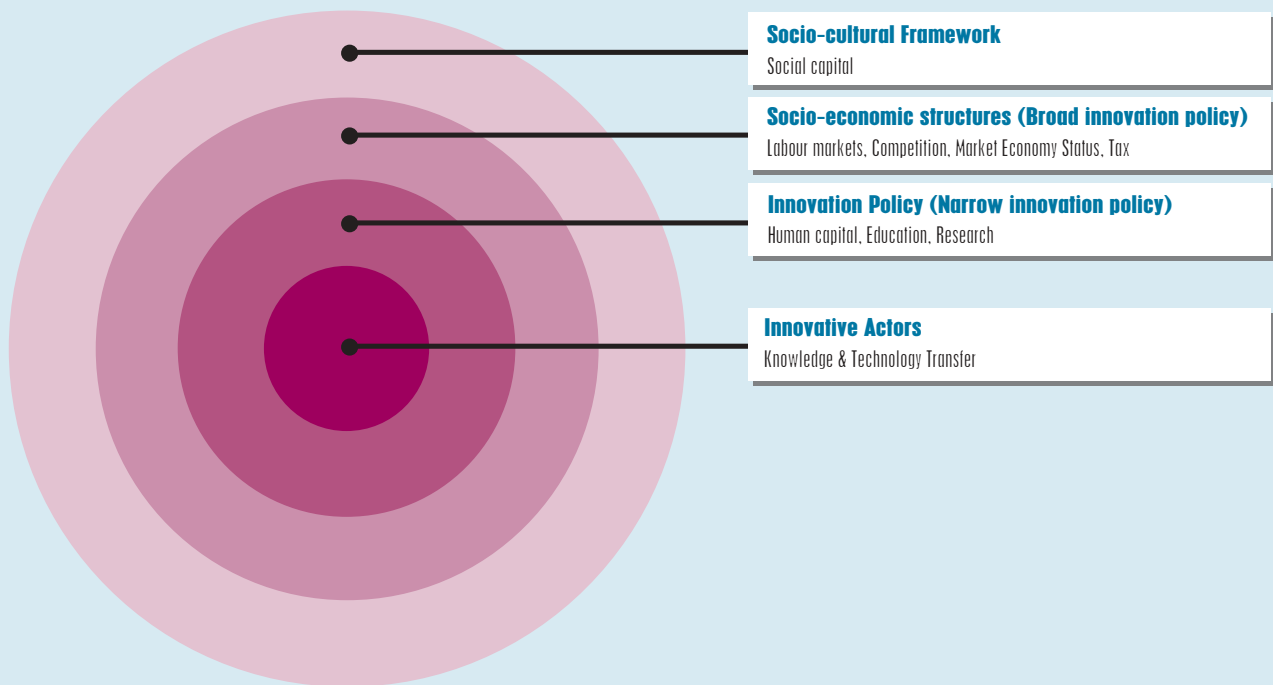 Socio-cultural Framework
Social capital
Socio-economic structures (Broad innovation policy)
Labour markets, Competition, Market Economy Status, Tax
Innovation Policy (Narrow innovation policy)
Human capital, Education, Research
Innovative Actors
Knowledge & Technology Transfer